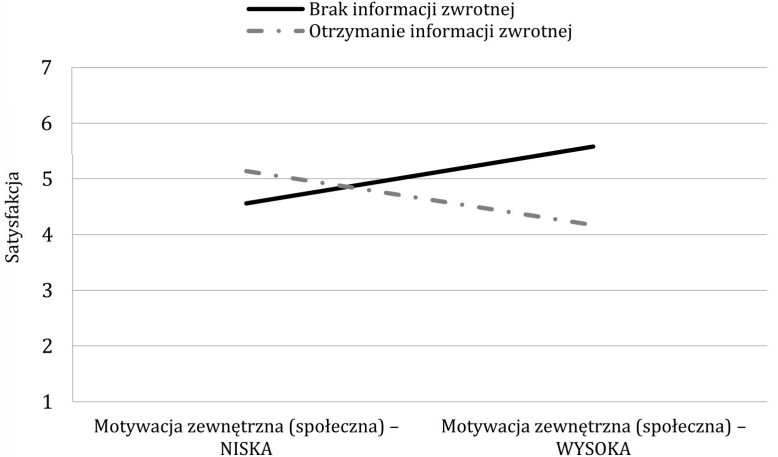 Brak informacji zwrotnej
Otrzymanie informacji zwrotnej
7
6
5
4
3
2
1
Satysfakcja
Motywacja zewnętrzna (społeczna) –
NISKA
Motywacja zewnętrzna (społeczna) –
WYSOKA